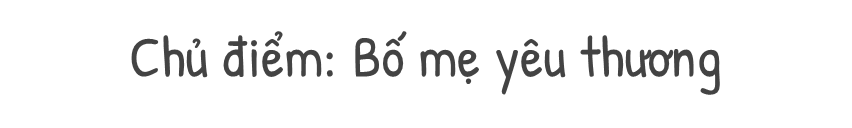 Chủ điểm: Bố mẹ yêu thương